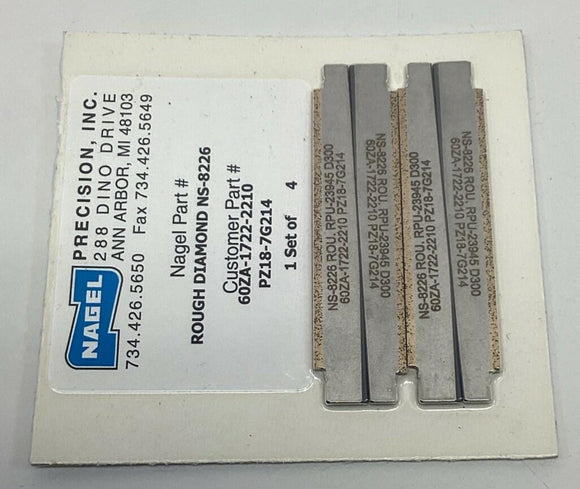 NAGEL
PRECISION, INC.
288 DINO DRIVE
ANN ARBOR, MI 48103
734.426.5650 Fax 734.426.5649
Nagel Part #
ROUGH DIAMOND NS-8226
Customer Part #
60ZA-1722-2210
PZ18-7G214
1 Set of 4
NS-8226 ROU. RPU-23945 D300
60ZA-1722-2210 PZ18-7G214
NS-8226 ROU. RPU-23945 D300
60ZA-1722-2210 PZ18-7G214
NS-8226 ROU. RPU-23945 D300
60ZA-1722-2210 PZ18-7G214
NS-8226 ROU. RPU-23945 D300
60ZA-1722-2210 PZ18-7G214